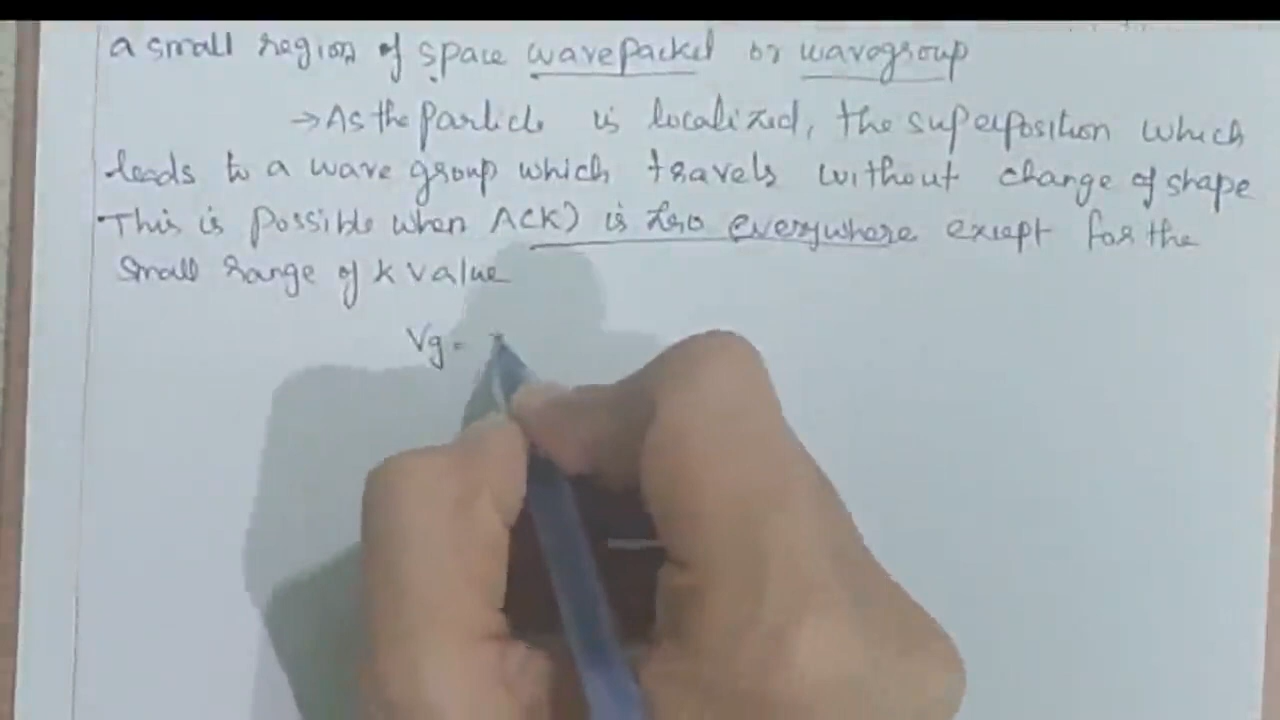 a small region of space wavepacket or wavegroup
→ As the particle is localized, the superposition which
leads to a wave group which travels without change of shape
This is possible when A(K) is zero everywhere except for the
small range of k value
Vg =